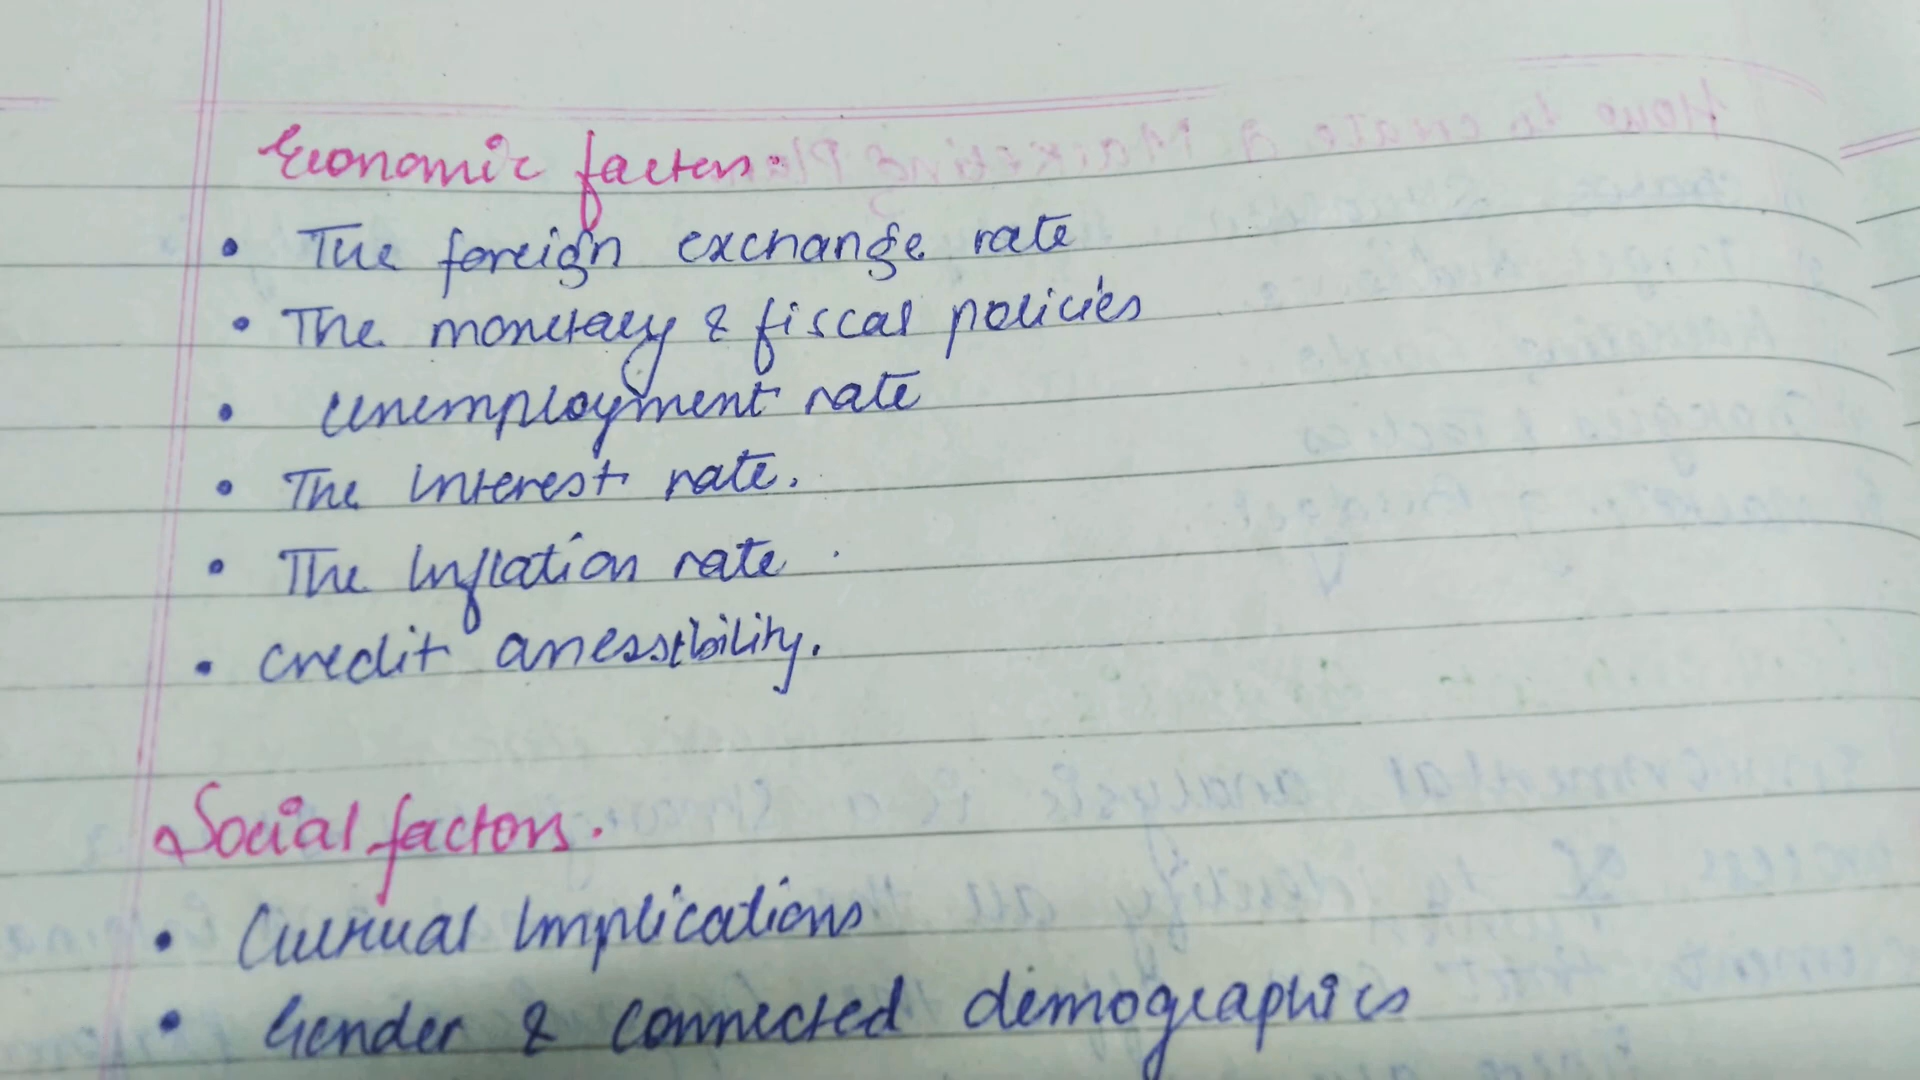 Economic factors.
• The foreign exchange rate
• The monetary & fiscal policies
• unemployment rate
• The interest rate.
• The Inflation rate
• credit anesstbility.
Social factors.
• Cultrual Implications
• Gender & connected demographics